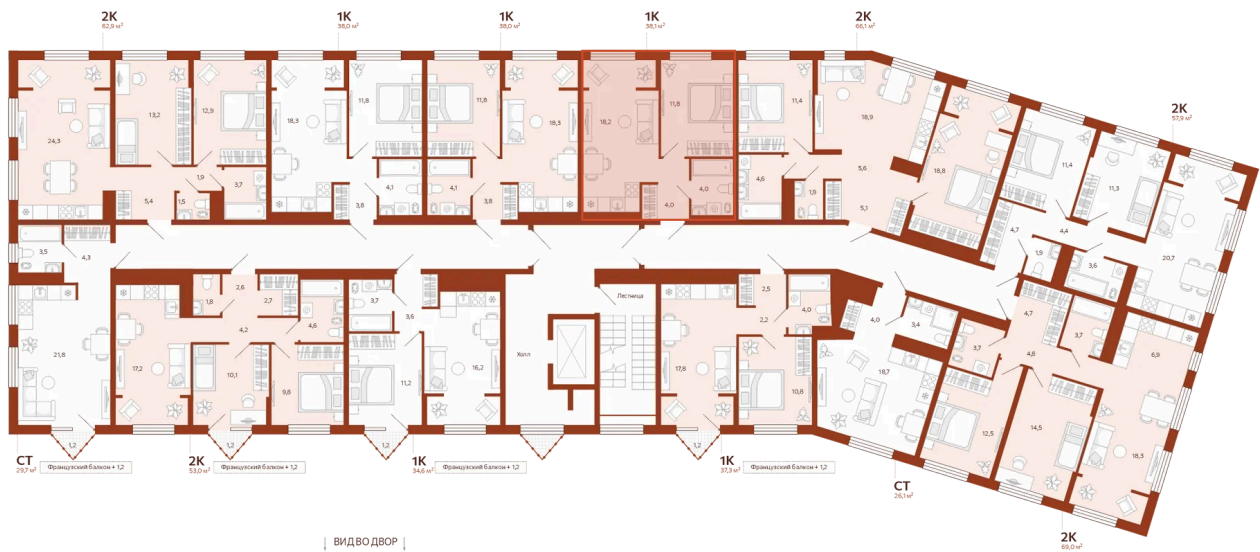 2К
62,9 м²
1К
38,0 м²
1К
38,0 м²
1К
38,1 м²
2К
66,1 м²
2К
57,9 м²
24,3
13,2
12,9
18,3
11,8
11,8
18,3
18,2
11,8
11,4
18,9
18,8
11,4
11,3
20,7
5,4
1,9
1,5
3,7
3,8
4,1
4,1
3,8
4,0
4,0
4,6
1,9
5,6
5,1
4,7
1,9
4,4
3,6
3,5
4,3
21,8
1,2
17,2
1,8
2,6
2,7
4,2
4,6
10,1
9,8
1,2
3,7
3,6
11,2
16,2
1,2
Холл
Лестница
17,8
2,5
2,2
4,0
10,8
1,2
4,0
3,4
18,7
3,7
4,7
4,8
3,7
12,5
14,5
6,9
18,3
СТ
29,7 м²
Французский балкон + 1,2
2К
53,0 м²
Французский балкон + 1,2
1К
34,6 м²
Французский балкон + 1,2
1К
37,3 м²
Французский балкон + 1,2
СТ
26,1 м²
2К
69,0 м²
↓ ВИД ВО ДВОР ↓